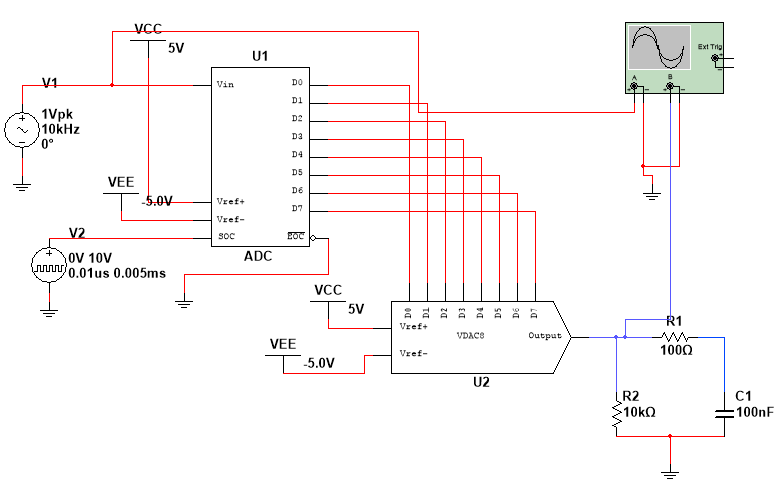 VCC
5V
U1
Ext Trig
V1
Vin
D0
D1
D2
D3
D4
D5
D6
D7
A
B
1Vpk
10kHz
0°
VEE
-5.0V
Vref+
Vref-
SOC
EOC
ADC
V2
0V 10V
0.01us 0.005ms
VCC
5V
D0
D1
D2
D3
D4
D5
D6
D7
Vref+
VDAC8
Output
Vref-
VEE
-5.0V
U2
R1
100Ω
R2
10kΩ
C1
100nF